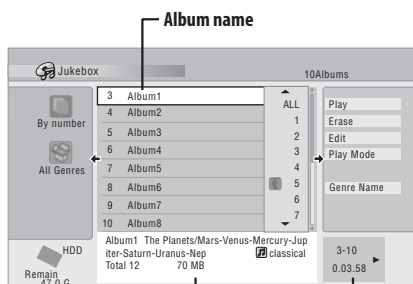 Album name
Jukebox
10Albums
By number
All Genres
3 Album1
4 Album2
5 Album3
6 Album4
7 Album5
8 Album6
9 Album7
10 Album8
ALL
1
2
3
4
5
6
7
Play
Erase
Edit
Play Mode
Genre Name
HDD
Remain
47.0 G
Album1 The Planets/Mars-Venus-Mercury-Jup
iter-Saturn-Uranus-Nep classical
Total 12 70 MB
3-10
0.03.58